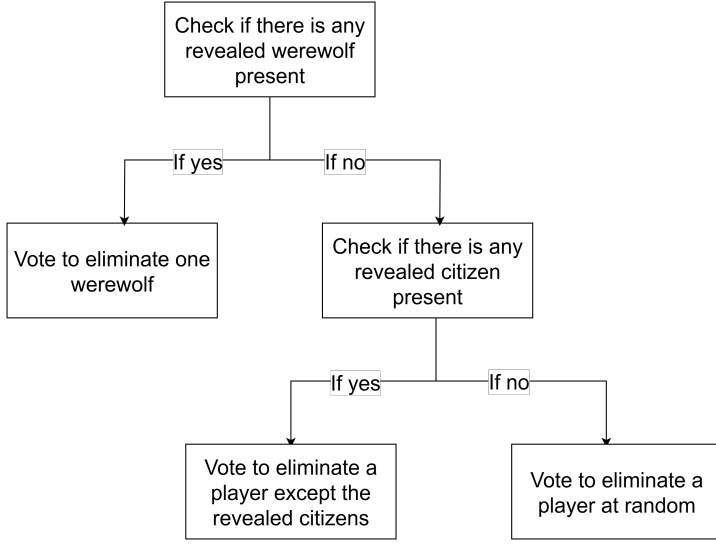 Check if there is any
revealed werewolf
present
If yes
If no
Vote to eliminate one
werewolf
Check if there is any
revealed citizen
present
If yes
If no
Vote to eliminate a
player except the
revealed citizens
Vote to eliminate a
player at random